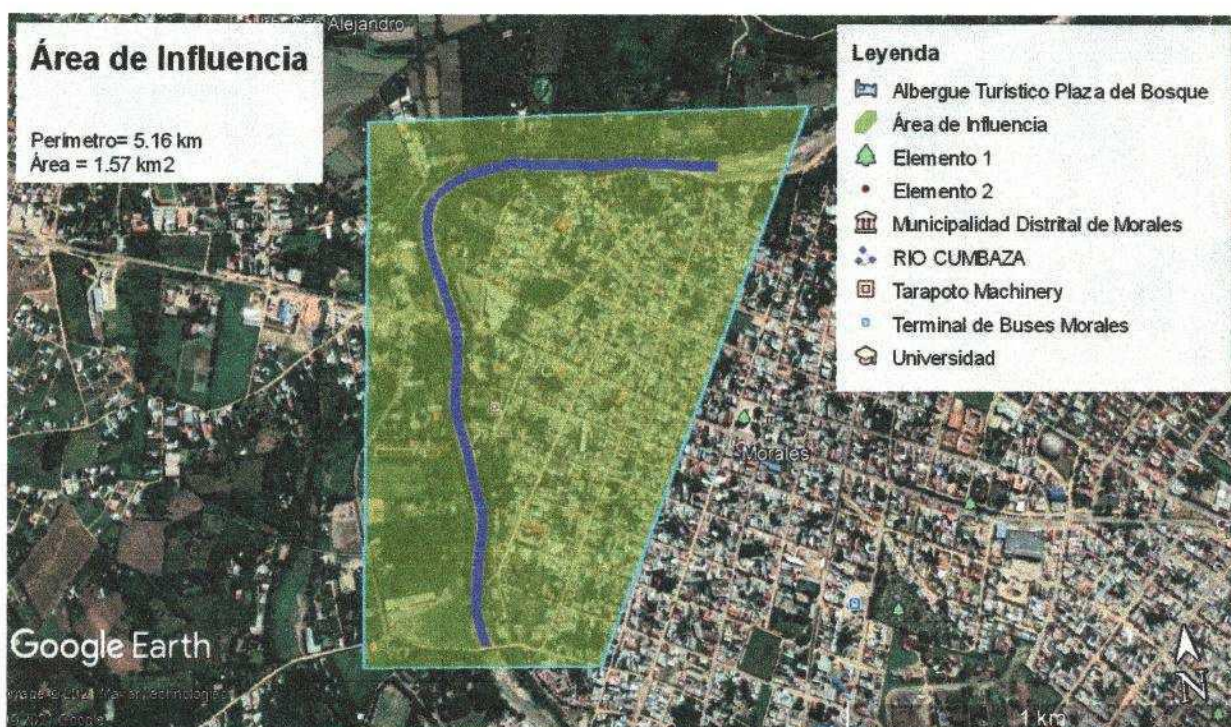 Alejandro
Área de Influencia
Perímetro= 5.16 km
Área = 1.57 km2
Leyenda
Albergue Turístico Plaza del Bosque
Área de Influencia
Elemento 1
Elemento 2
Municipalidad Distrital de Morales
RIO CUMBAZA
Tarapoto Machinery
Terminal de Buses Morales
Universidad
Morales
Google Earth
N
1 km